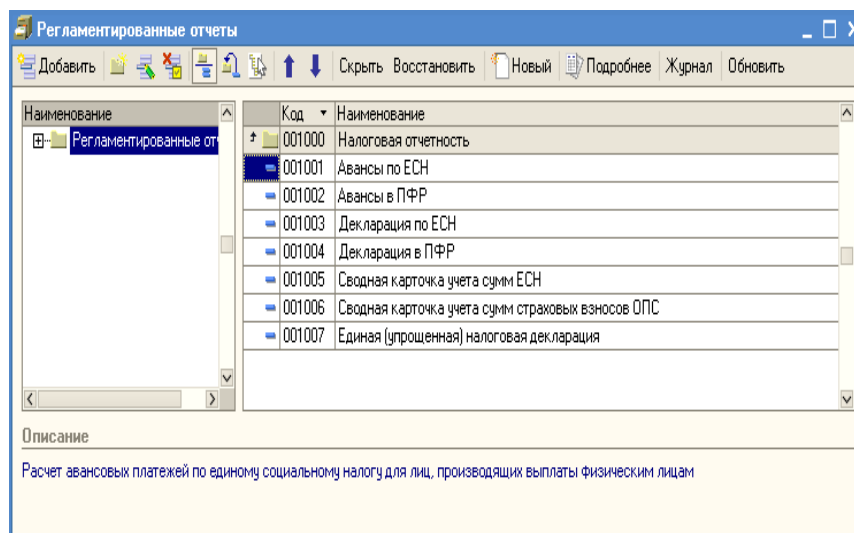 Регламентированные отчеты
Добавить Скрыть Восстановить Новый Подробнее Журнал Обновить
Наименование
Регламентированные от
Код Наименование
001000 Налоговая отчетность
001001 Авансы по ЕСН
001002 Авансы в ПФР
001003 Декларация по ЕСН
001004 Декларация в ПФР
001005 Сводная карточка учета сумм ЕСН
001006 Сводная карточка учета сумм страховых взносов ОПС
001007 Единая (упрощенная) налоговая декларация
Описание
Расчет авансовых платежей по единому социальному налогу для лиц, производящих выплаты физическим лицам